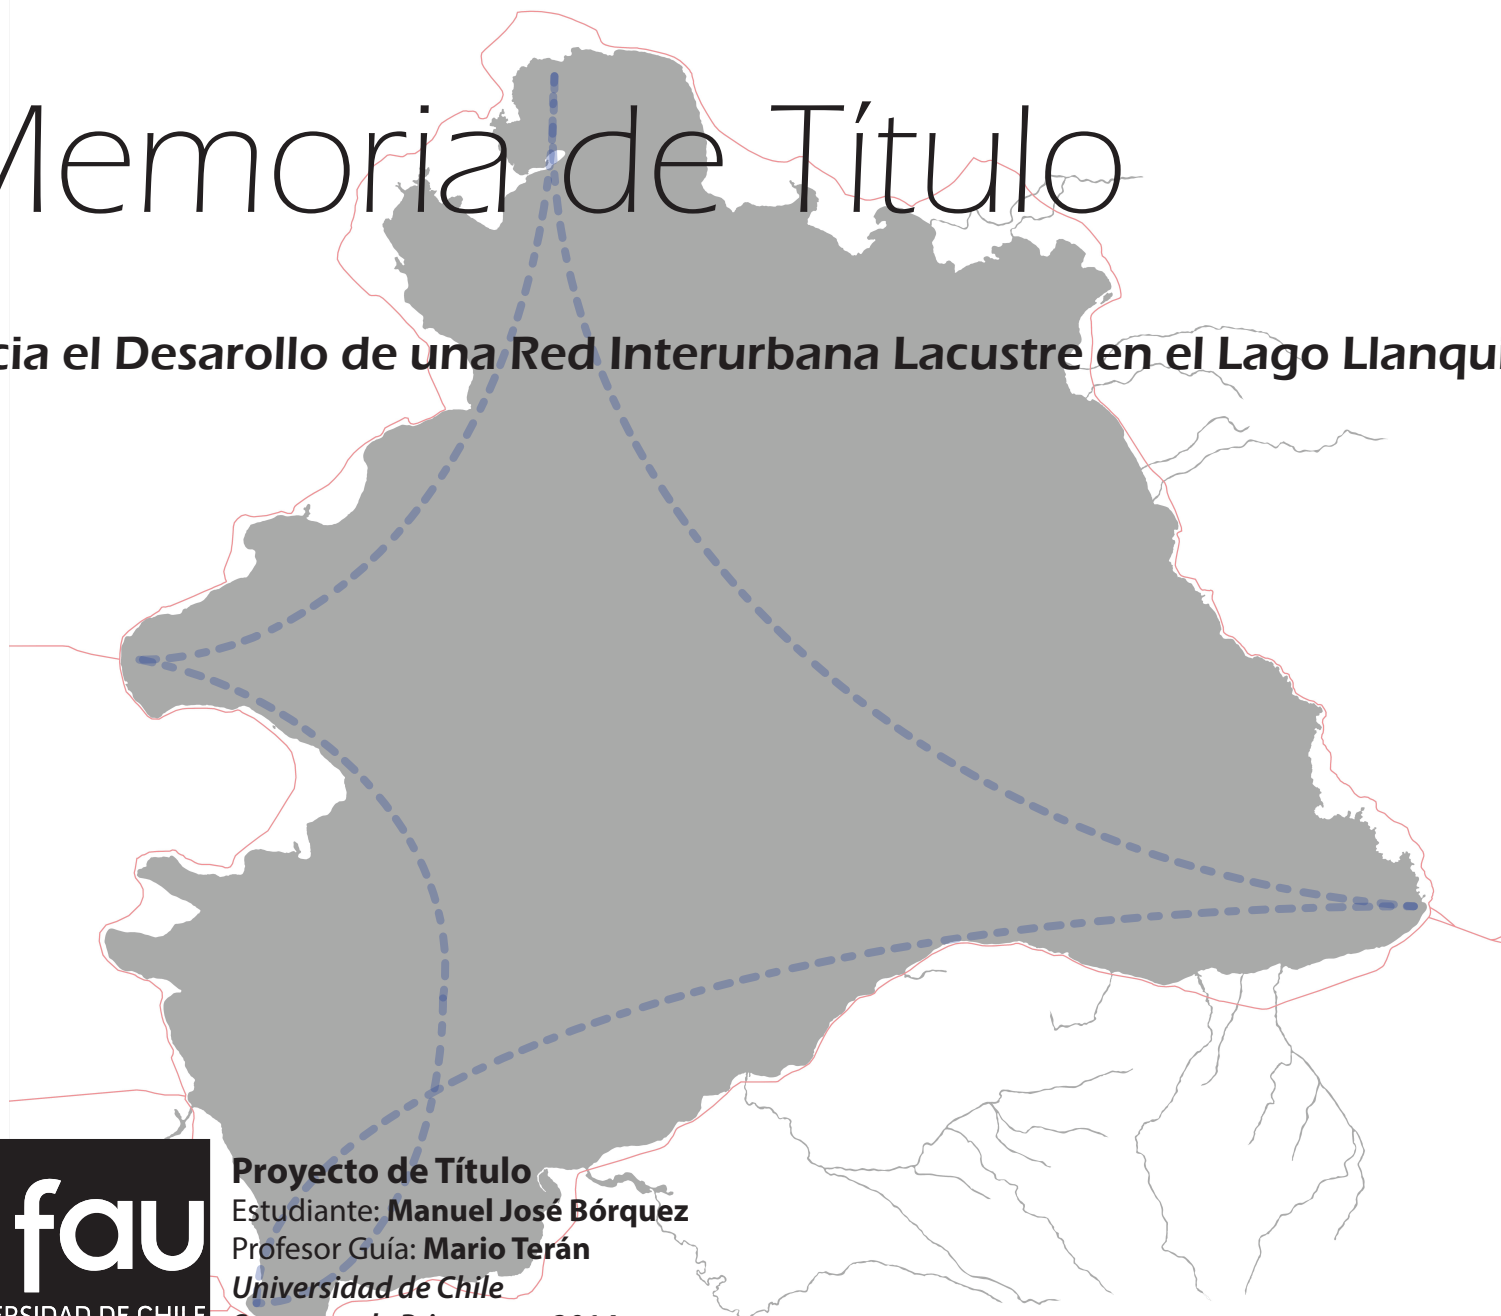 Memoria de Título
cia el Desarollo de una Red Interurbana Lacustre en el Lago Llanqu
Proyecto de Título
Estudiante: Manuel José Bórquez
Profesor Guía: Mario Terán
Universidad de Chile
fau
ERSIDAD DE CHILE